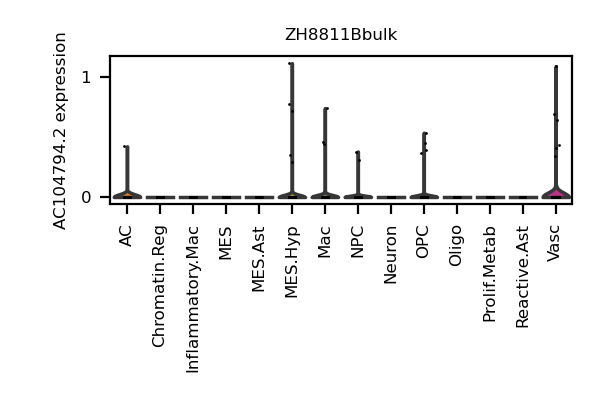 ZH8811Bbulk
AC104794.2 expression
1
0
AC
Chromatin.Reg
Inflammatory.Mac
MES
MES.Ast
MES.Hyp
Mac
NPC
Neuron
OPC
Oligo
Prolif.Metab
Reactive.Ast
Vasc